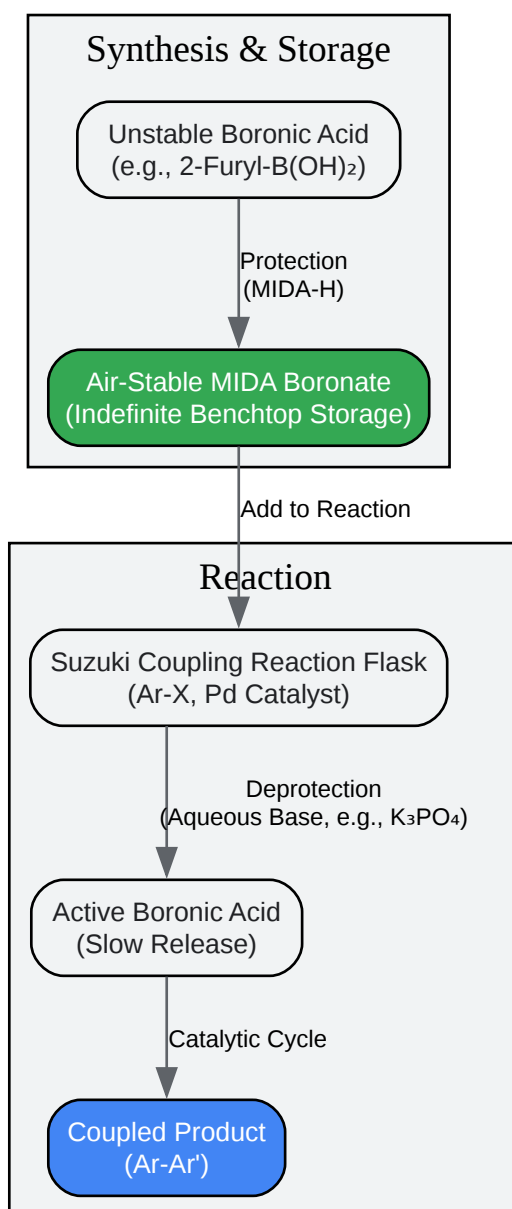 Synthesis & Storage
Unstable Boronic Acid
(e.g., 2-Furyl-B(OH)₂)
Protection
(MIDA-H)
Air-Stable MIDA Boronate
(Indefinite Benchtop Storage)
Add to Reaction
Reaction
Suzuki Coupling Reaction Flask
(Ar-X, Pd Catalyst)
Deprotection
(Aqueous Base, e.g., K₃PO₄)
Active Boronic Acid
(Slow Release)
Catalytic Cycle
Coupled Product
(Ar-Ar')